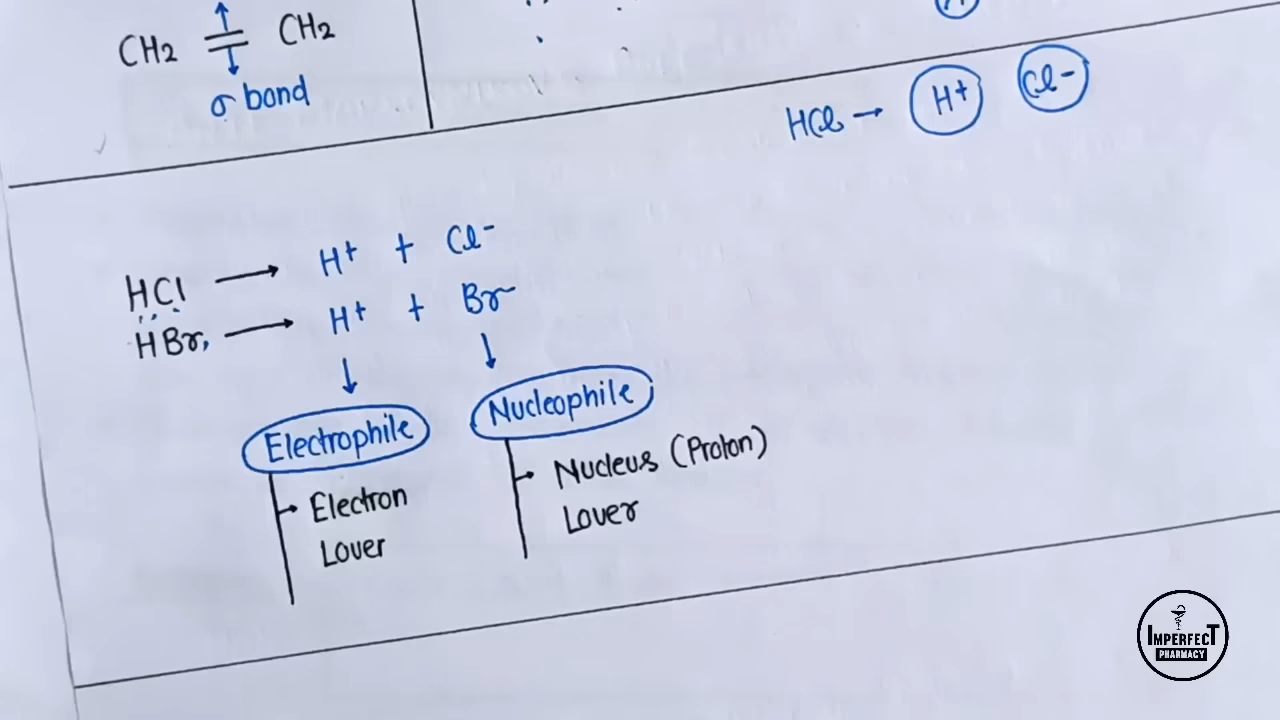 CH2 = CH2
σ bond
HCl → H+ Cl-
HCl → H+ + Cl-
HBr, → H+ + Br-
Electrophile
Nucleophile
Electron
Lover
Nucleus (Proton)
Lover
IMPERFECT
PHARMACY